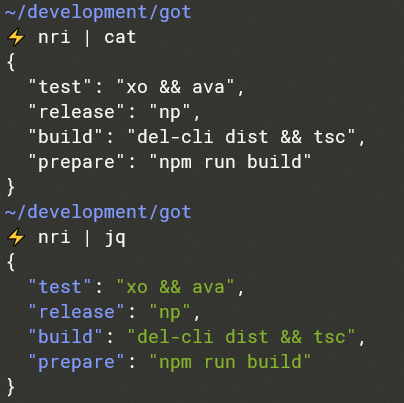 ~/development/got
⚡ nri | cat
{
  "test": "xo && ava",
  "release": "np",
  "build": "del-cli dist && tsc",
  "prepare": "npm run build"
}
~/development/got
⚡ nri | jq
{
  "test": "xo && ava",
  "release": "np",
  "build": "del-cli dist && tsc",
  "prepare": "npm run build"
}